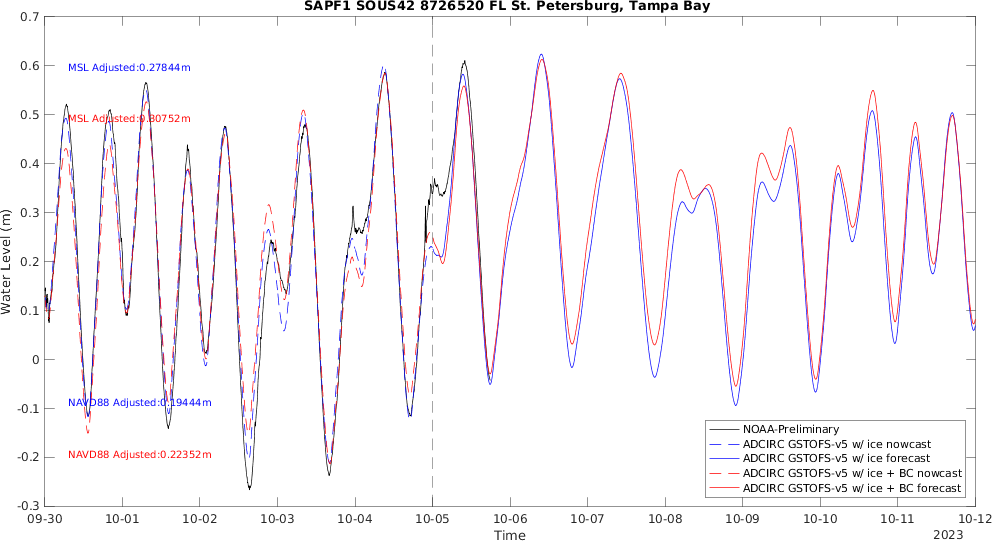 SAPF1 SOUS42 8726520 FL St. Petersburg, Tampa Bay
0.7
0.6
0.5
0.4
0.3
0.2
0.1
0
-0.1
-0.2
-0.3
Water Level (m)
MSL Adjusted:0.27844m
MSL Adjusted:0.30752m
NAVD88 Adjusted:0.19444m
NAVD88 Adjusted:0.22352m
NOAA-Preliminary
ADCIRC GSTOFS-v5 w/ ice nowcast
ADCIRC GSTOFS-v5 w/ ice forecast
ADCIRC GSTOFS-v5 w/ ice + BC nowcast
ADCIRC GSTOFS-v5 w/ ice + BC forecast
09-30 10-01 10-02 10-03 10-04 10-05 10-06 10-07 10-08 10-09 10-10 10-11 10-12
Time
2023